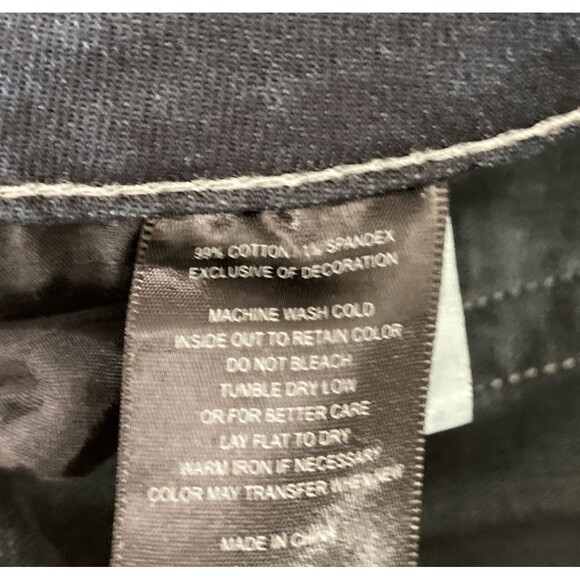 99% COTTON 1% SPANDEX
EXCLUSIVE OF DECORATION
MACHINE WASH COLD
INSIDE OUT TO RETAIN COLOR
DO NOT BLEACH
TUMBLE DRY LOW
OR FOR BETTER CARE
LAY FLAT TO DRY
WARM IRON IF NECESSARY
COLOR MAY TRANSFER WHEN NEW
MADE IN CHINA